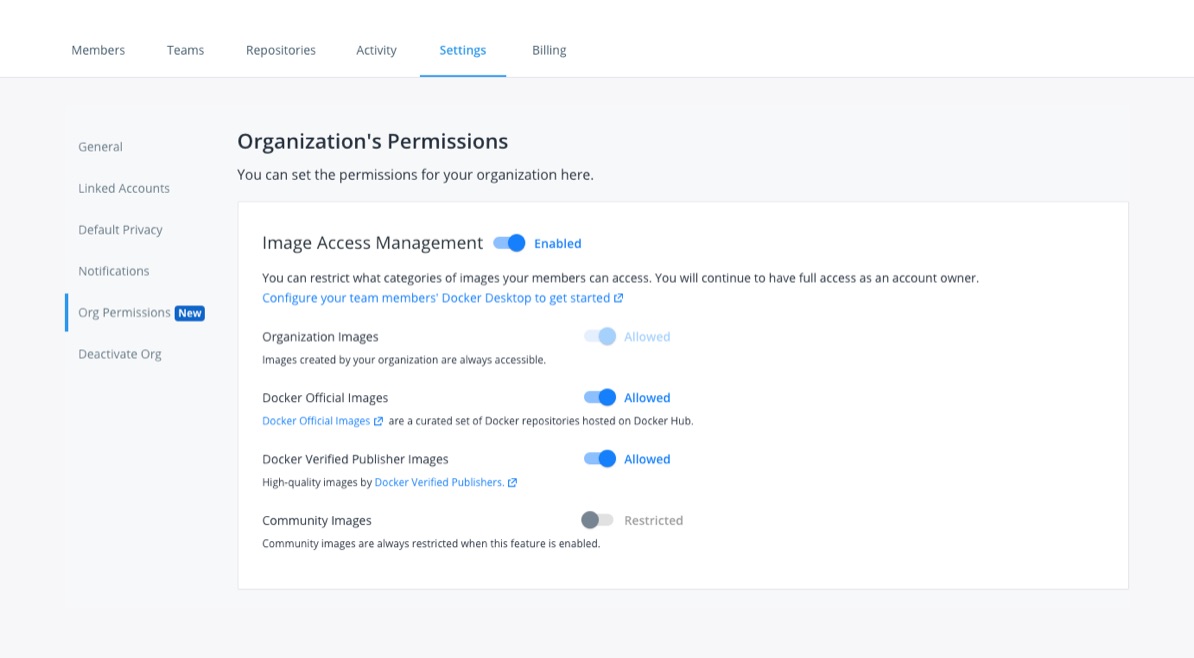 Members Teams Repositories Activity Settings Billing
General
Linked Accounts
Default Privacy
Notifications
Org Permissions New
Deactivate Org
Organization's Permissions
You can set the permissions for your organization here.
Image Access Management Enabled
You can restrict what categories of images your members can access. You will continue to have full access as an account owner.
Configure your team members' Docker Desktop to get started
Organization Images Allowed
Images created by your organization are always accessible.
Docker Official Images Allowed
Docker Official Images are a curated set of Docker repositories hosted on Docker Hub.
Docker Verified Publisher Images Allowed
High-quality images by Docker Verified Publishers.
Community Images Restricted
Community images are always restricted when this feature is enabled.